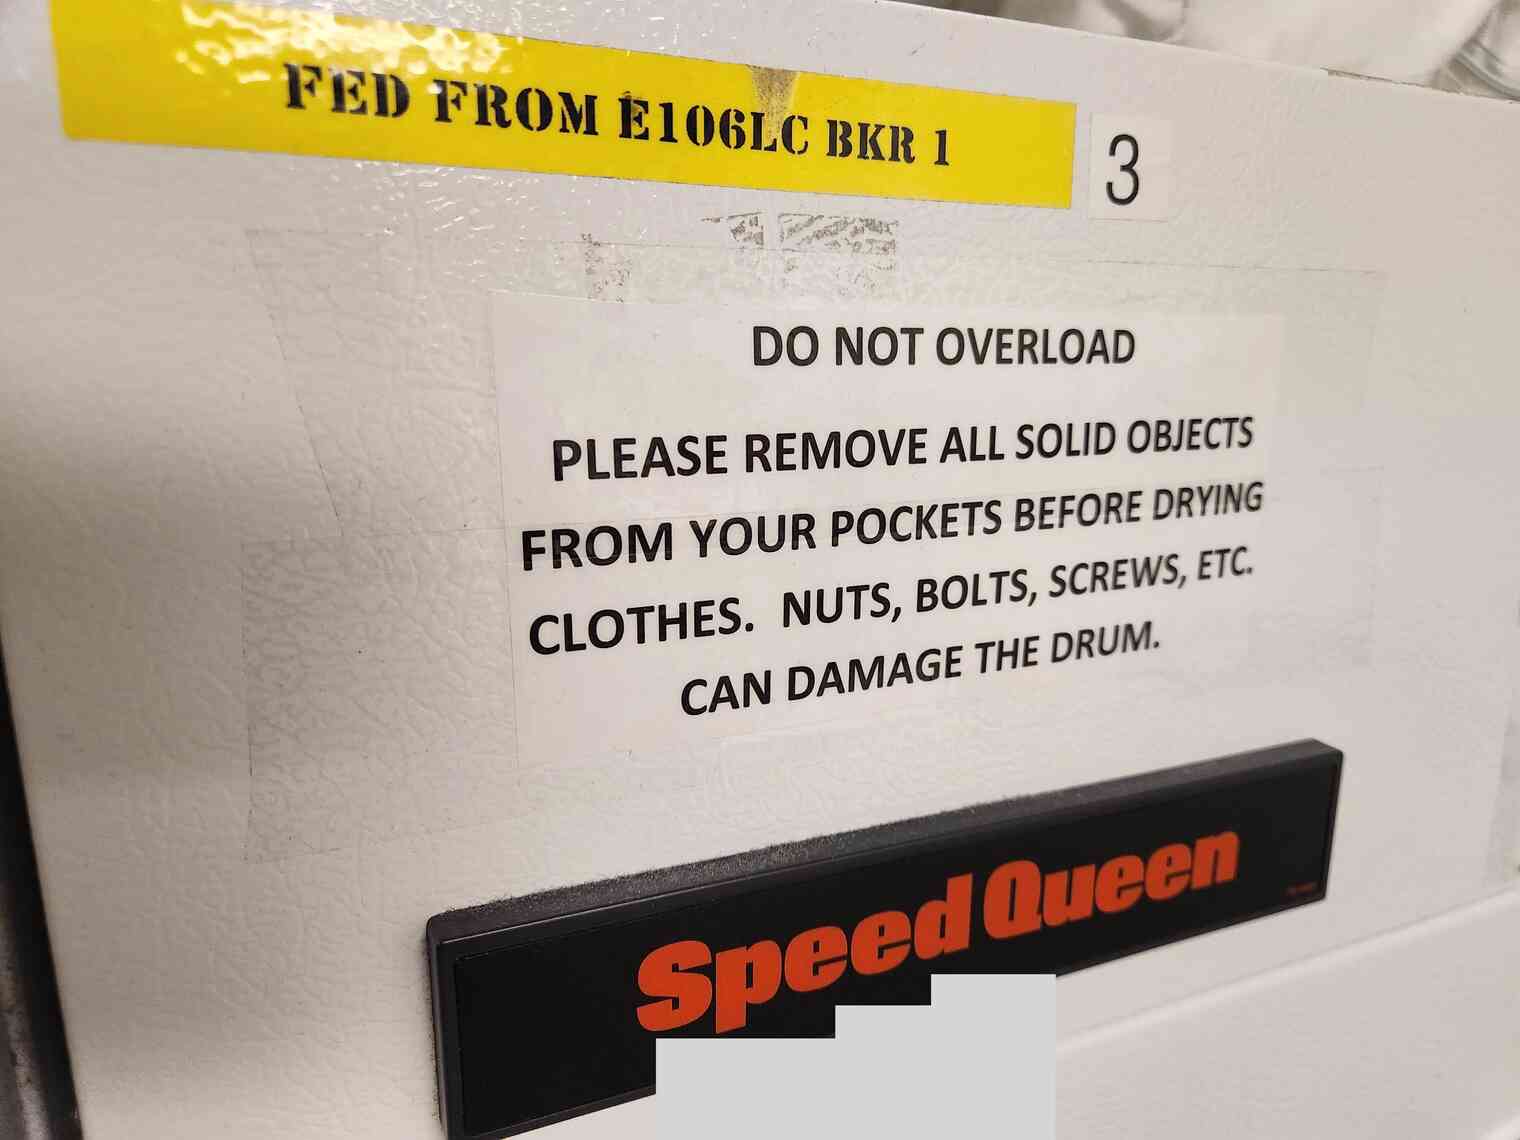 FED FROM E106LC BKR 1
3
DO NOT OVERLOAD
PLEASE REMOVE ALL SOLID OBJECTS
FROM YOUR POCKETS BEFORE DRYING
CLOTHES. NUTS, BOLTS, SCREWS, ETC.
CAN DAMAGE THE DRUM.
Speed Queen